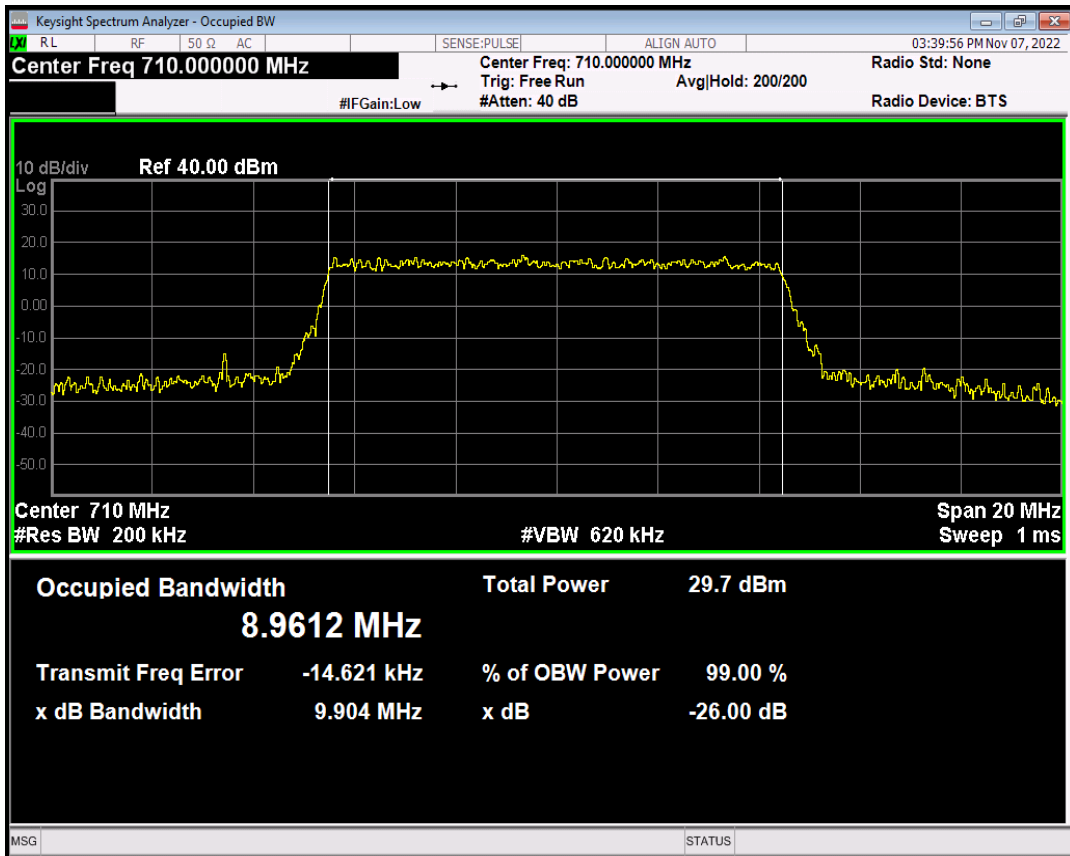 Keysight Spectrum Analyzer - Occupied BW
LXI RL RF 50 Ω AC SENSE:PULSE ALIGN AUTO 03:39:56 PM Nov 07, 2022
Center Freq 710.000000 MHz Center Freq: 710.000000 MHz Radio Std: None
Trig: Free Run Avg|Hold: 200/200
#IFGain:Low #Atten: 40 dB Radio Device: BTS
10 dB/div Ref 40.00 dBm
Log
30.0
20.0
10.0
0.00
-10.0
-20.0
-30.0
-40.0
-50.0
Center 710 MHz Span 20 MHz
#Res BW 200 kHz #VBW 620 kHz Sweep 1 ms
Occupied Bandwidth Total Power 29.7 dBm
8.9612 MHz
Transmit Freq Error -14.621 kHz % of OBW Power 99.00 %
x dB Bandwidth 9.904 MHz x dB -26.00 dB
MSG STATUS